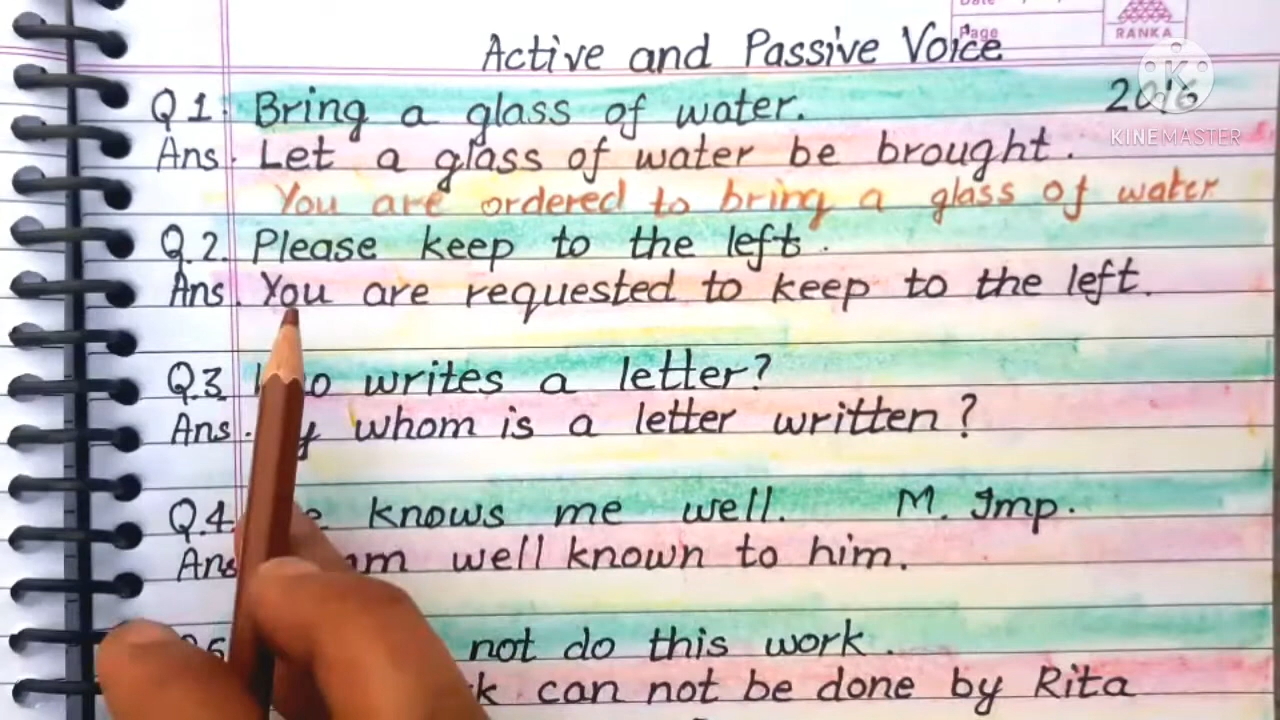 Page
RANKA
Active and Passive Voice
Q1. Bring a glass of water. 2016
KINEMASTER
Ans. Let a glass of water be brought.
You are ordered to bring a glass of water
Q.2. Please keep to the left.
Ans. You are requested to keep to the left.
Q3 writes a letter?
Ans. whom is a letter written?
Q4 knows me well. M. Imp.
Ans well known to him.
not do this work.
can not be done by Rita